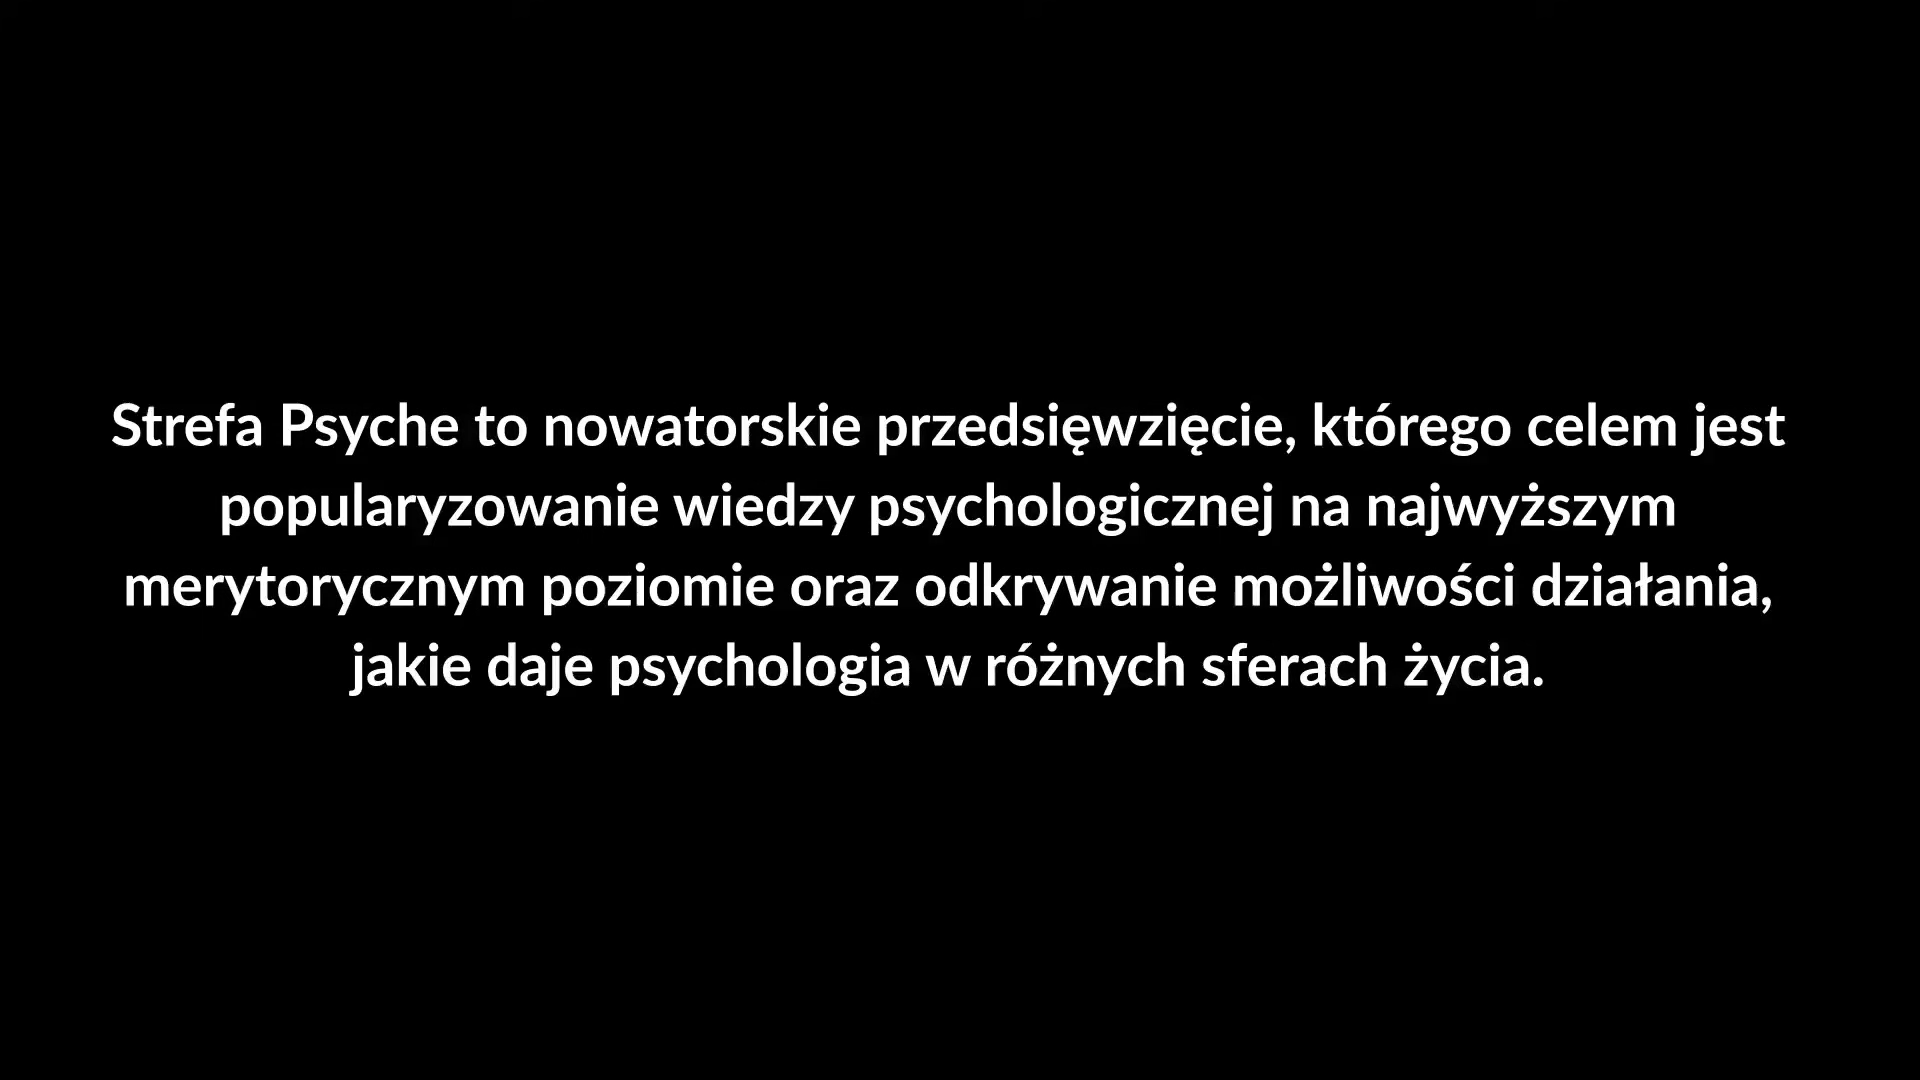 Strefa Psyche to nowatorskie przedsięwzięcie, którego celem jest
popularyzowanie wiedzy psychologicznej na najwyższym
merytorycznym poziomie oraz odkrywanie możliwości działania,
jakie daje psychologia w różnych sferach życia.